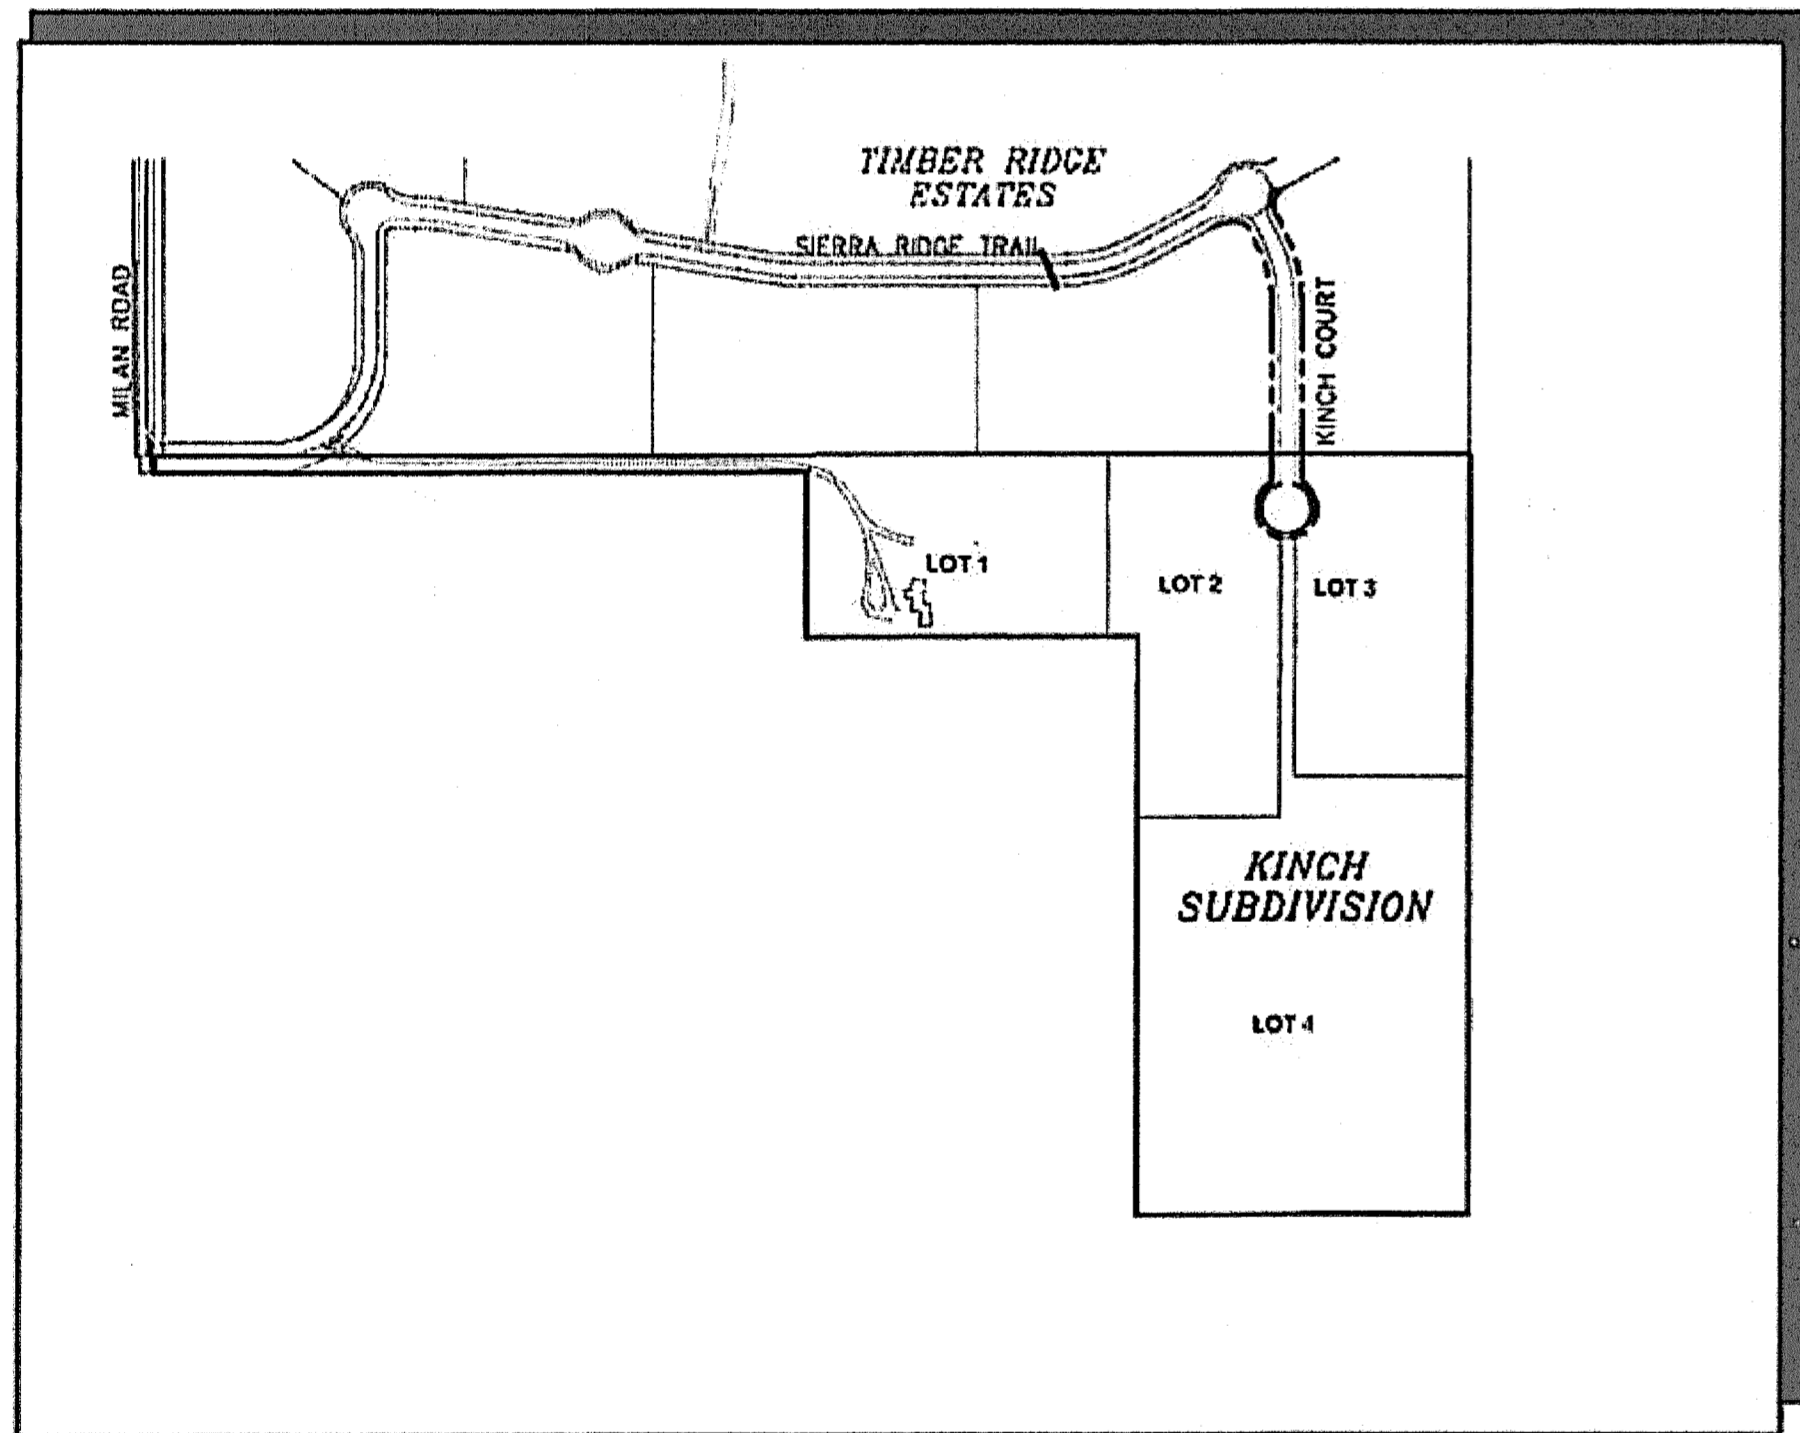 TIMBER RIDGE
ESTATES
SIERRA RIDGE TRAIL
MILAN ROAD
KINCH COURT
LOT 1
LOT 2
LOT 3
KINCH
SUBDIVISION
LOT 4